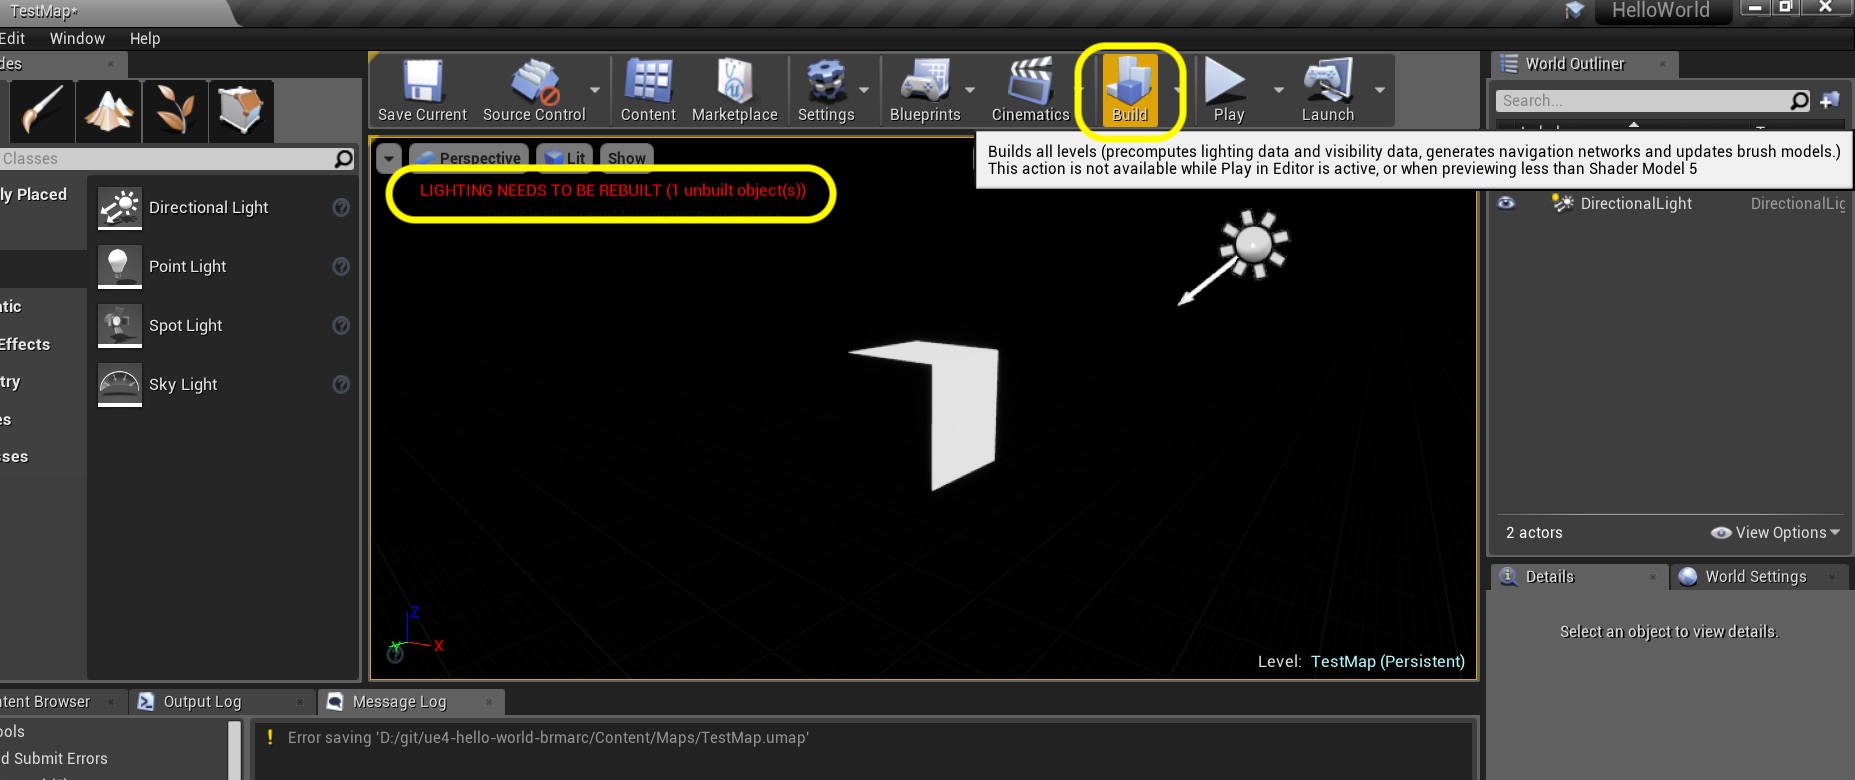 TestMap*
HelloWorld
Edit
Window
Help
des
Save Current
Source Control
Content
Marketplace
Settings
Blueprints
Cinematics
Build
Play
Launch
World Outliner
Search...
Builds all levels (precomputes lighting data and visibility data, generates navigation networks and updates brush models.)
This action is not available while Play in Editor is active, or when previewing less than Shader Model 5
Classes
Perspective
Lit
Show
LIGHTING NEEDS TO BE REBUILT (1 unbuilt object(s))
ly Placed
Directional Light
DirectionalLight
DirectionalLig
Point Light
tic
Spot Light
Effects
try
Sky Light
es
sses
2 actors
View Options
Details
World Settings
Select an object to view details.
Z
Y
X
Level: TestMap (Persistent)
ntent Browser
Output Log
Message Log
ools
Error saving 'D:/git/ue4-hello-world-brmarc/Content/Maps/TestMap.umap'
d Submit Errors